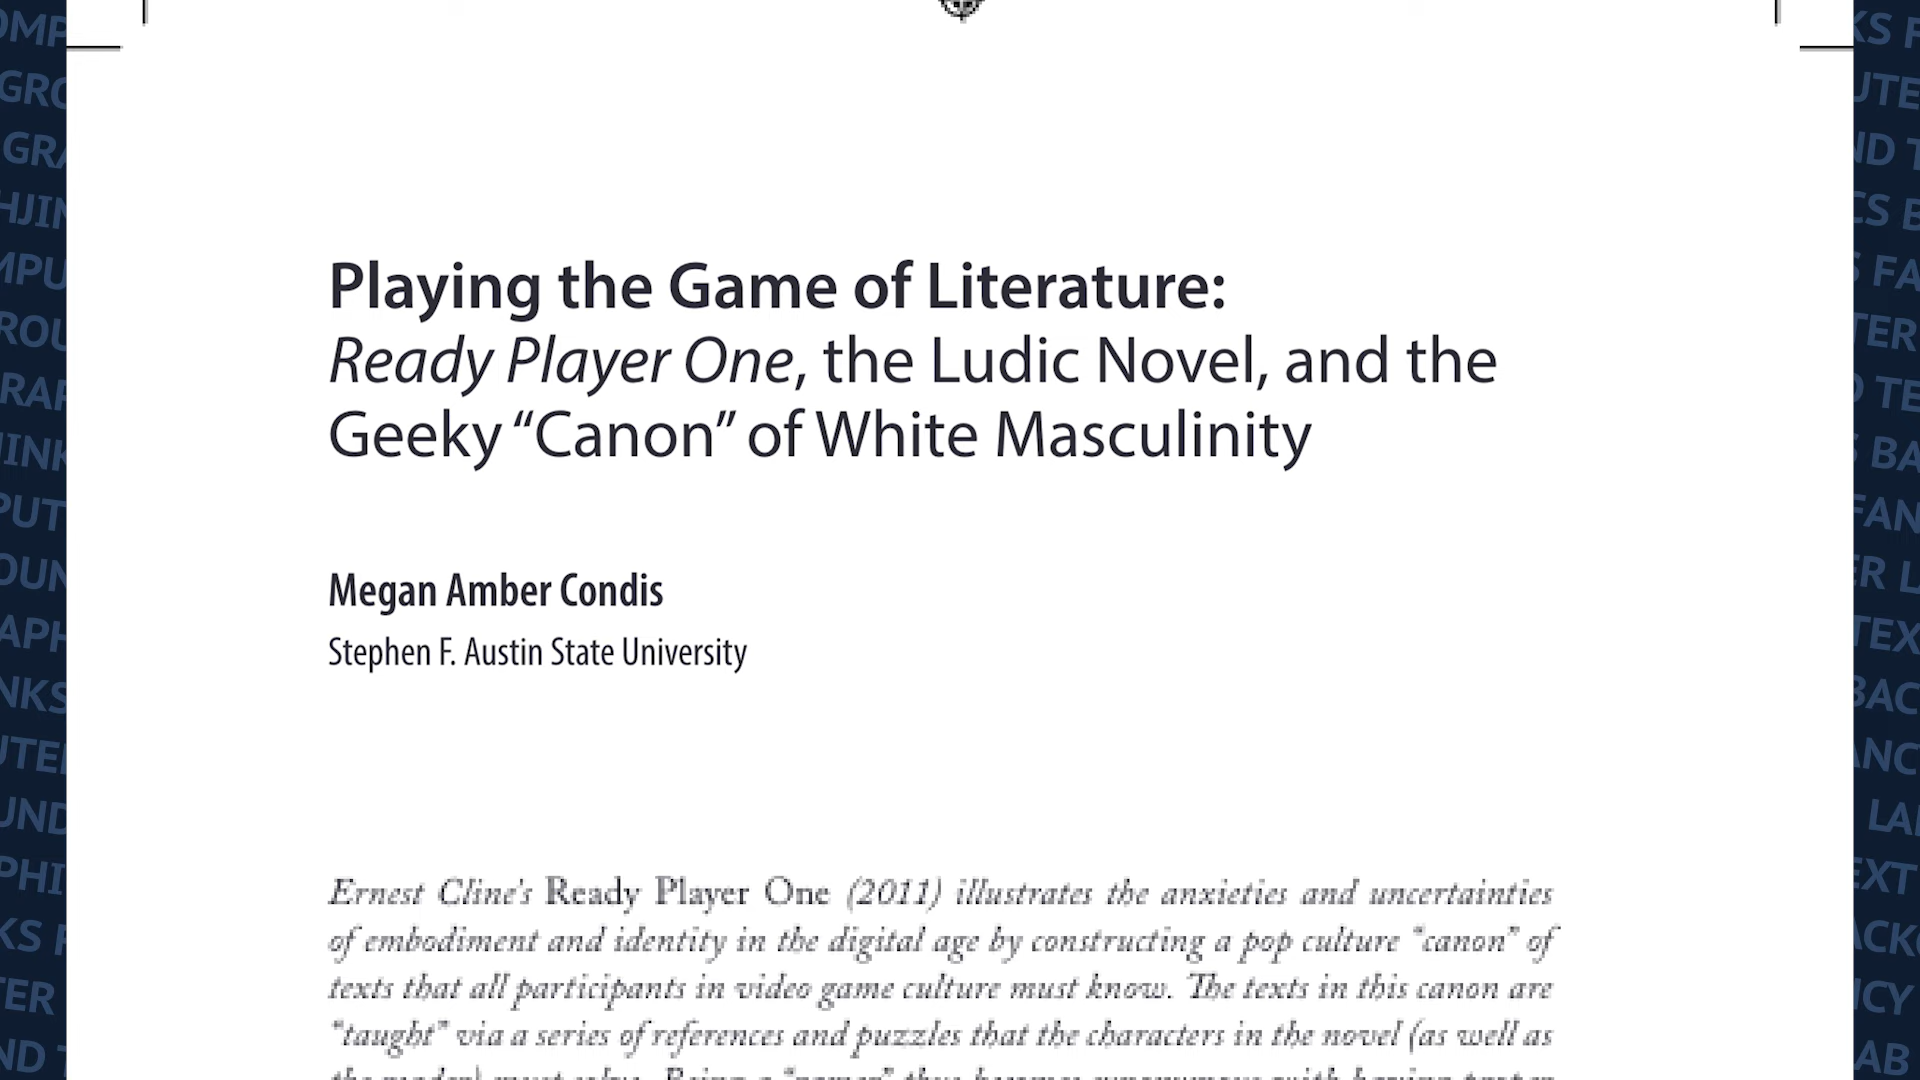 Playing the Game of Literature:
Ready Player One, the Ludic Novel, and the
Geeky “Canon” of White Masculinity
Megan Amber Condis
Stephen F. Austin State University
Ernest Cline’s Ready Player One (2011) illustrates the anxieties and uncertainties
of embodiment and identity in the digital age by constructing a pop culture “canon” of
texts that all participants in video game culture must know. The texts in this canon are
“taught” via a series of references and puzzles that the characters in the novel (as well as